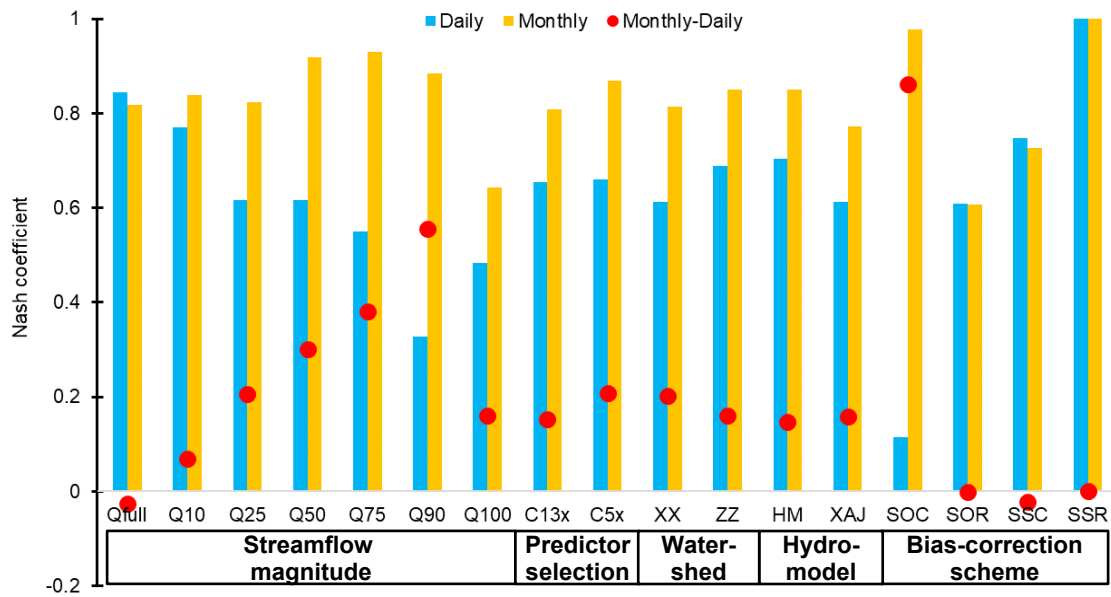 Daily Monthly Monthly-Daily
1
0.8
0.6
0.4
0.2
0
-0.2
Nash coefficient
Qfull Q10 Q25 Q50 Q75 Q90 Q100 C13x C5x XX ZZ HM XAJ SOC SOR SSC SSR
Streamflow
magnitude
Predictor
selection
Water-
shed
Hydro-
model
Bias-correction
scheme